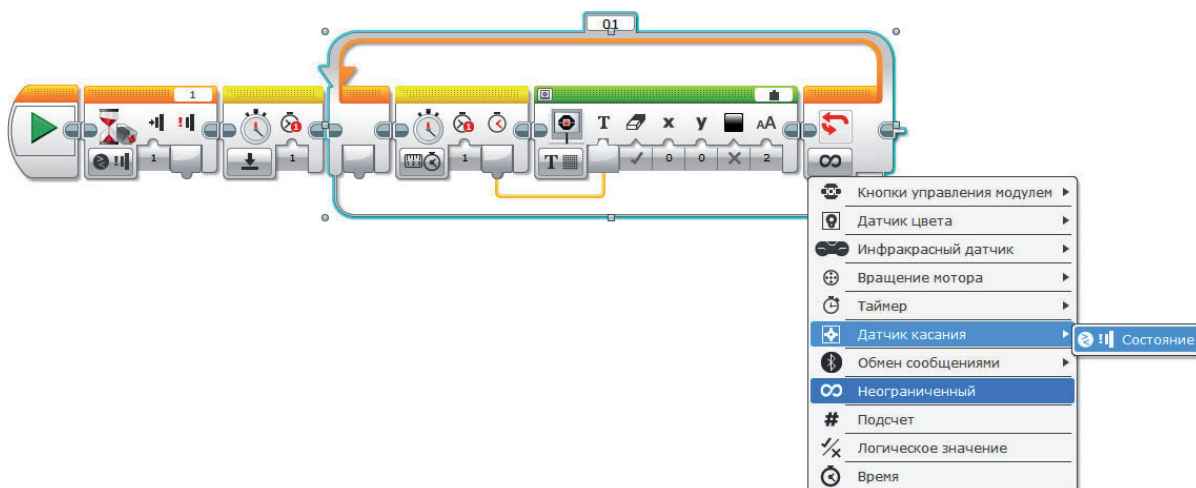 01
1
T x y AA
1 1 1 T ✓ 0 0 X 2
Кнопки управления модулем
Датчик цвета
Инфракрасный датчик
Вращение мотора
Таймер
Датчик касания
Состояние
Обмен сообщениями
Неограниченный
# Подсчет
Логическое значение
Время